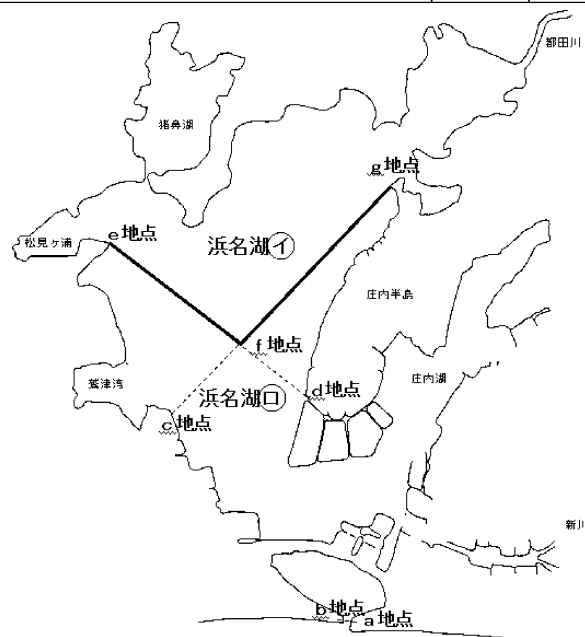 都田川
猪鼻湖
g地点
松見ヶ浦
e地点
浜名湖㋑
庄内半島
f地点
鷲津湾
浜名湖㋺
d地点
庄内湖
c地点
新川
b地点
a地点